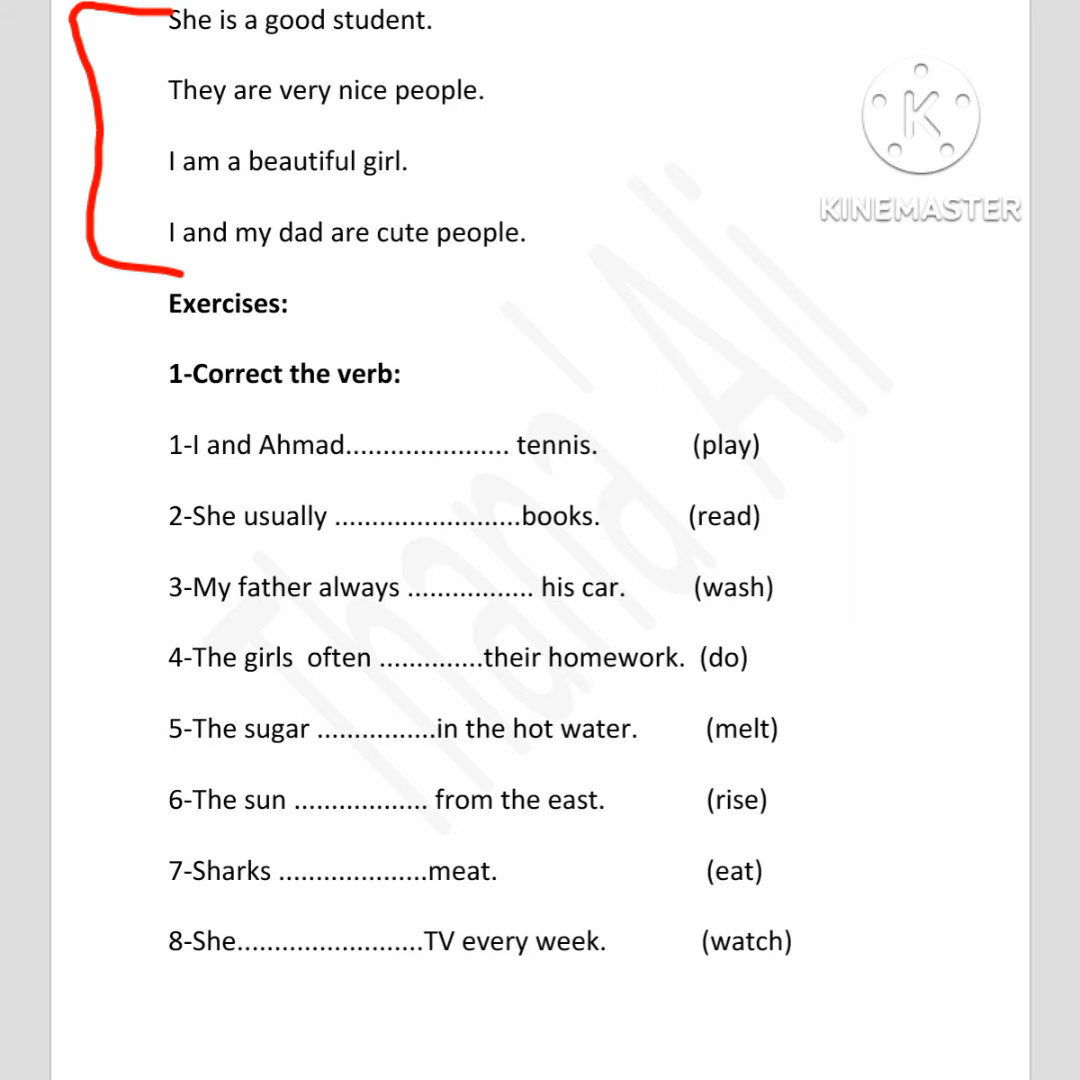 She is a good student.
They are very nice people.
KINEMASTER
I am a beautiful girl.
I and my dad are cute people.
Exercises:
1-Correct the verb:
1-I and Ahmad...................... tennis. (play)
2-She usually .........................books. (read)
3-My father always ................. his car. (wash)
4-The girls  often ..............their homework. (do)
5-The sugar ................in the hot water. (melt)
6-The sun .................. from the east. (rise)
7-Sharks ....................meat. (eat)
8-She.........................TV every week. (watch)
Thana' Ali